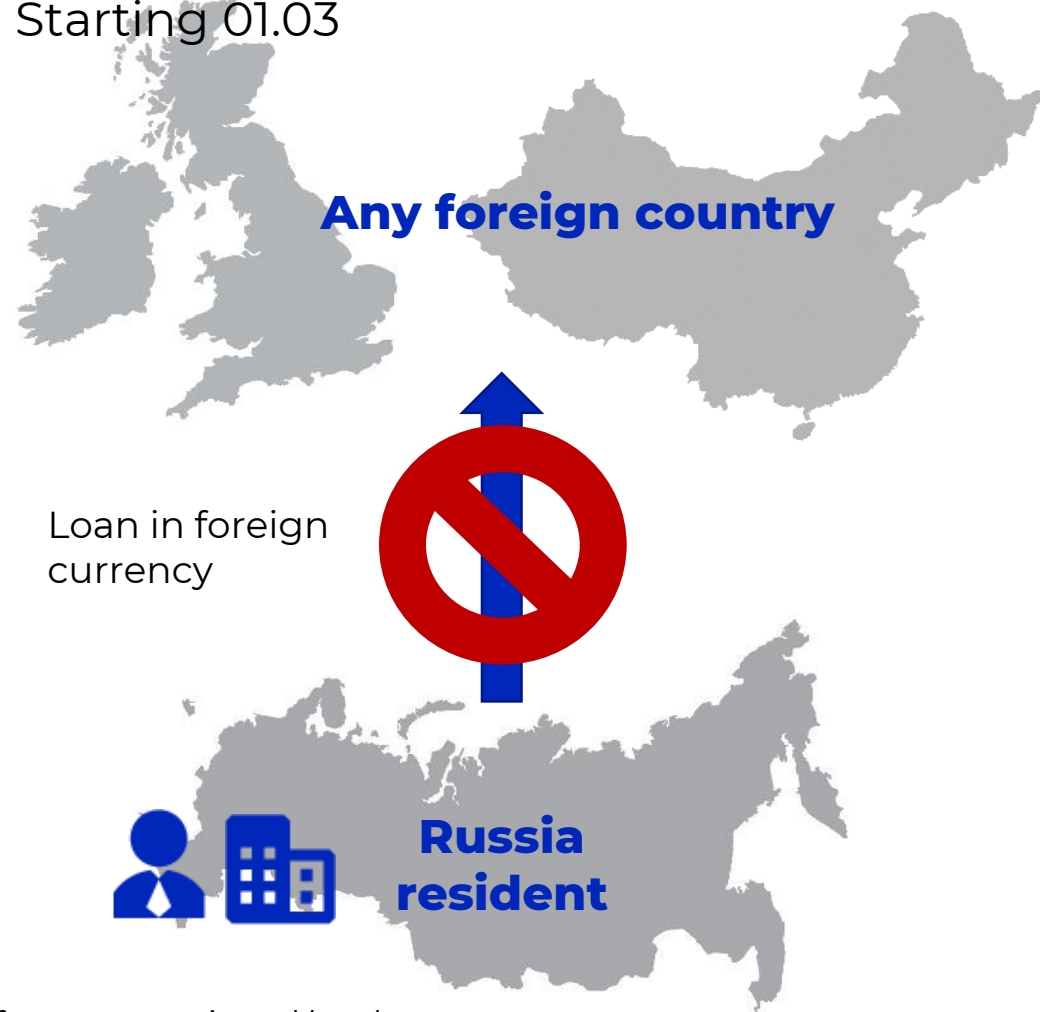 Starting 01.03
Any foreign country
Loan in foreign
currency
Russia
resident